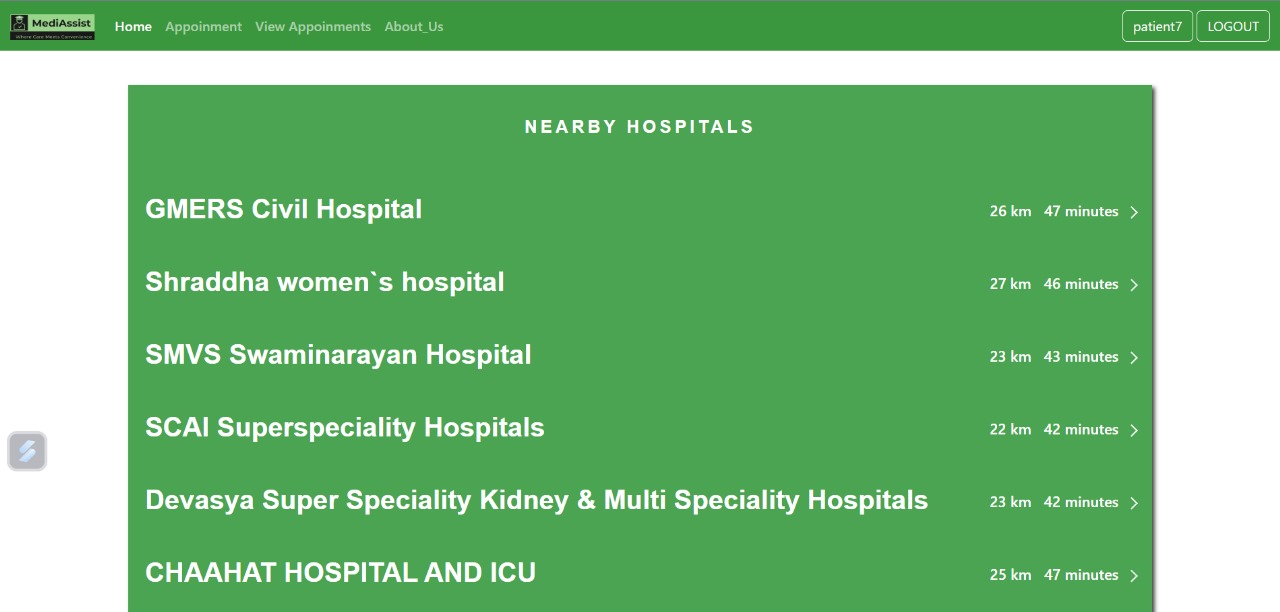 MediAssist
Where Care Meets Convenience
Home Appoinment View Appoinments About_Us
patient7 LOGOUT
NEARBY HOSPITALS
GMERS Civil Hospital 26 km 47 minutes
Shraddha women`s hospital 27 km 46 minutes
SMVS Swaminarayan Hospital 23 km 43 minutes
SCAI Superspeciality Hospitals 22 km 42 minutes
Devasya Super Speciality Kidney & Multi Speciality Hospitals 23 km 42 minutes
CHAAHAT HOSPITAL AND ICU 25 km 47 minutes